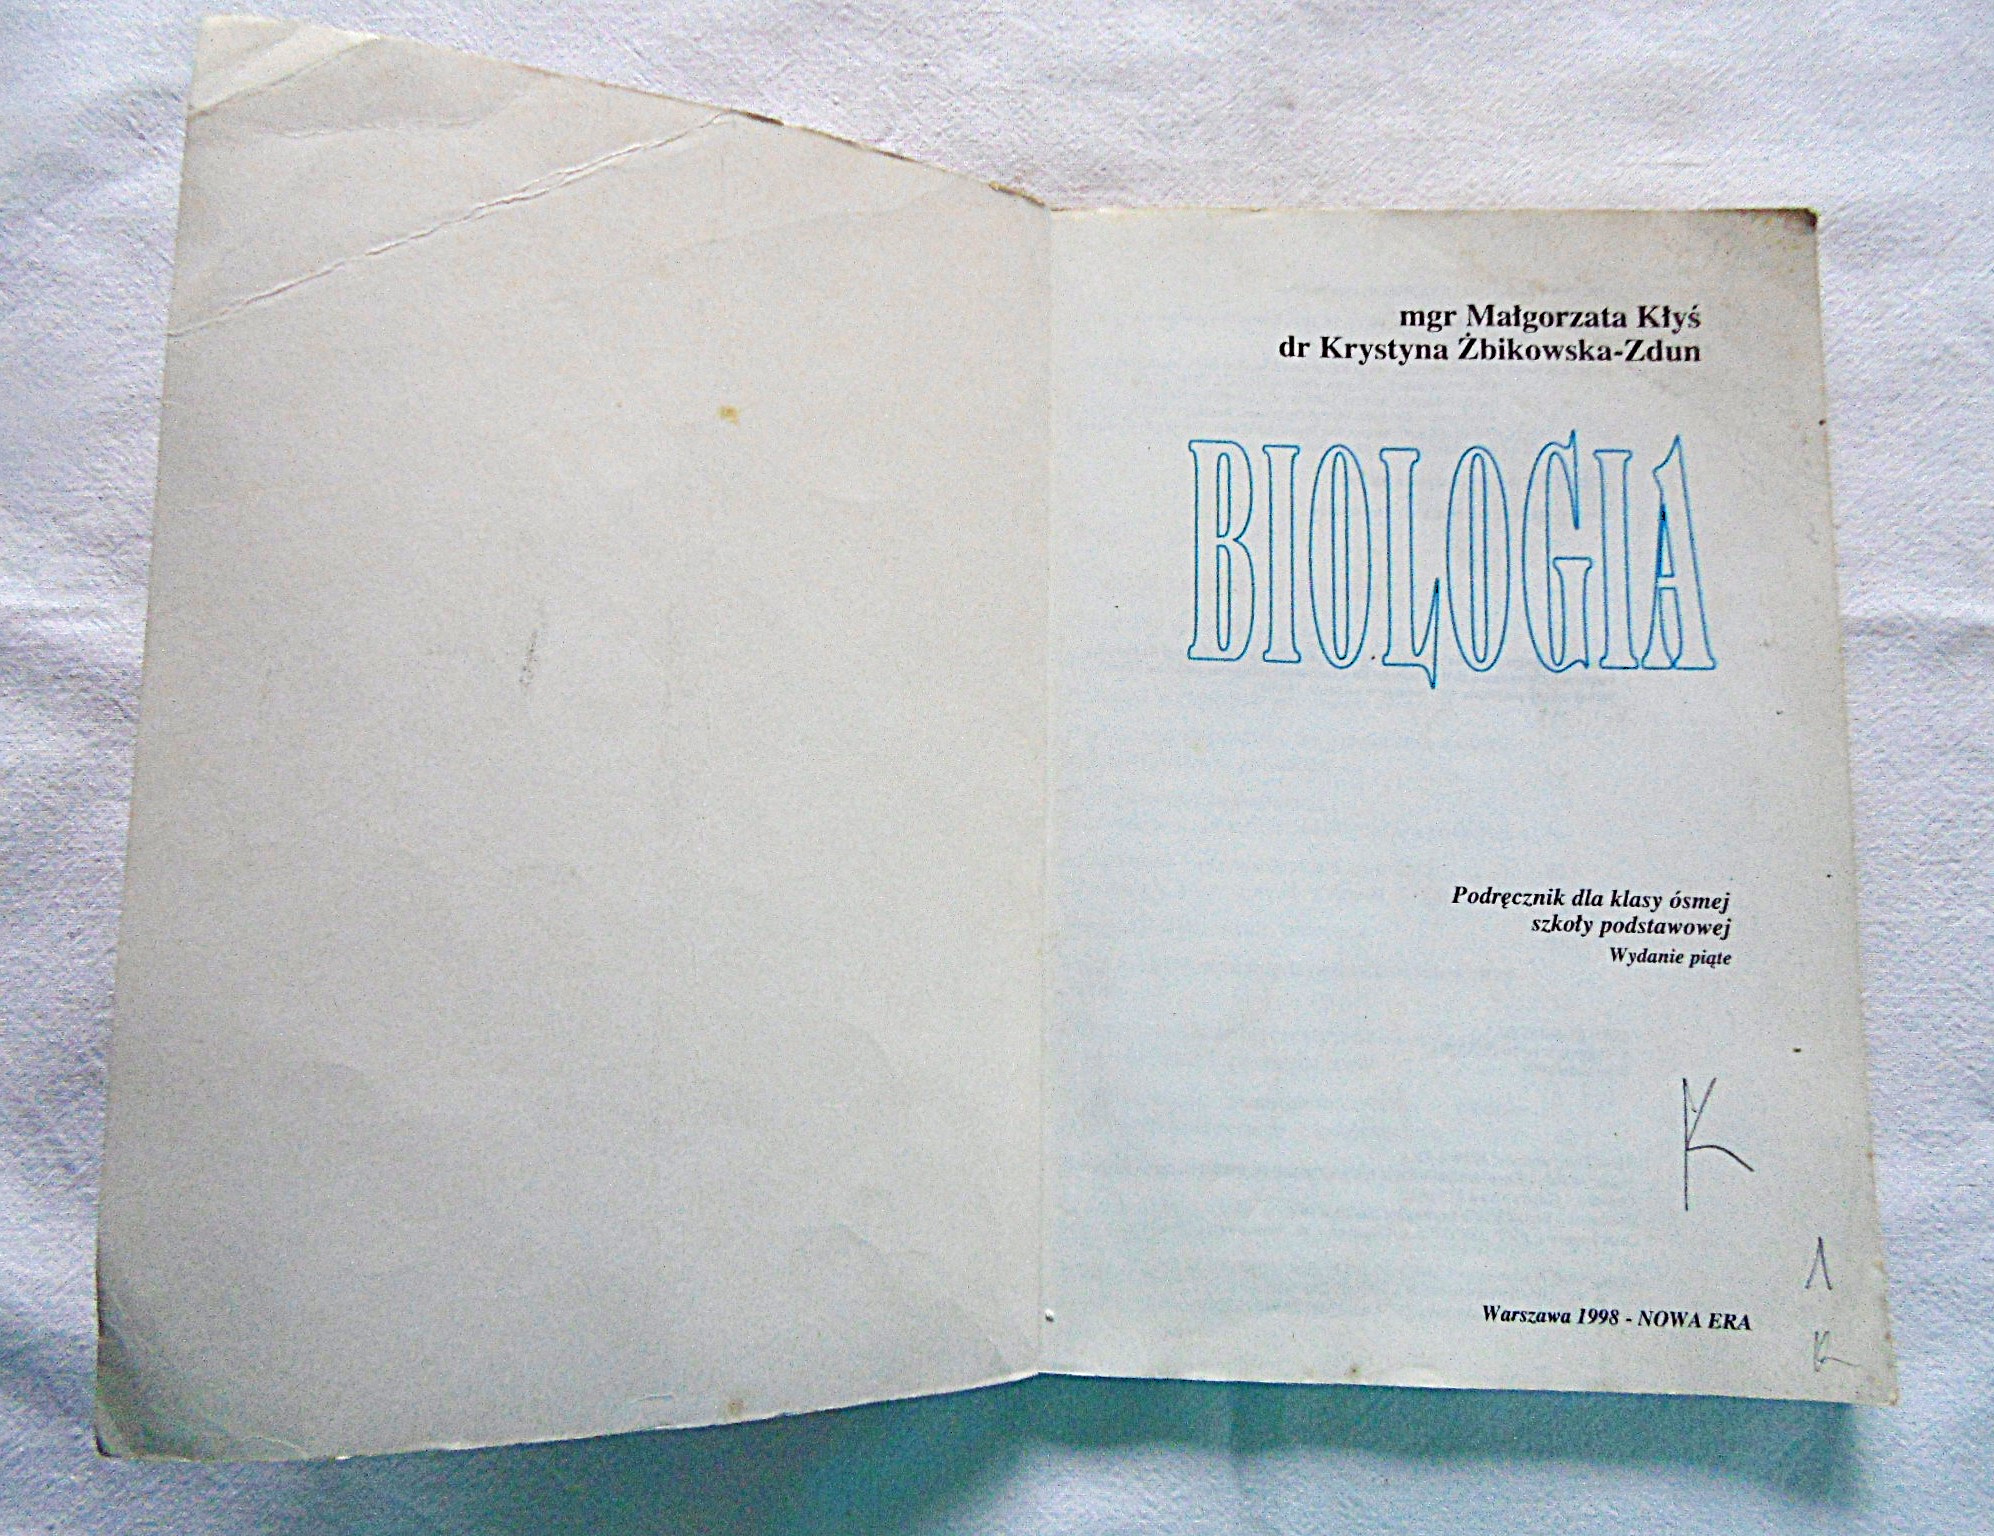 mgr Małgorzata Kłyś
dr Krystyna Żbikowska-Zdun
BIOLOGIA
Podręcznik dla klasy ósmej
szkoły podstawowej
Wydanie piąte
K
1
Warszawa 1998 - NOWA ERA
K